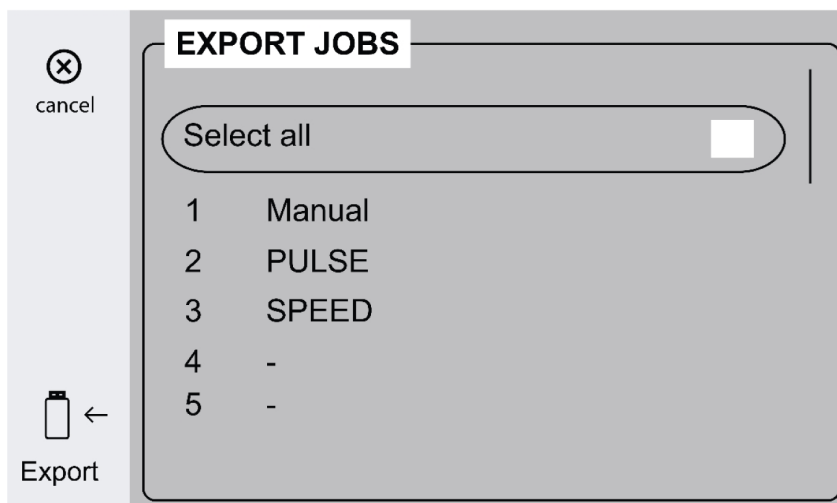 cancel
EXPORT JOBS
Select all
1 Manual
2 PULSE
3 SPEED
4 -
5 -
Export